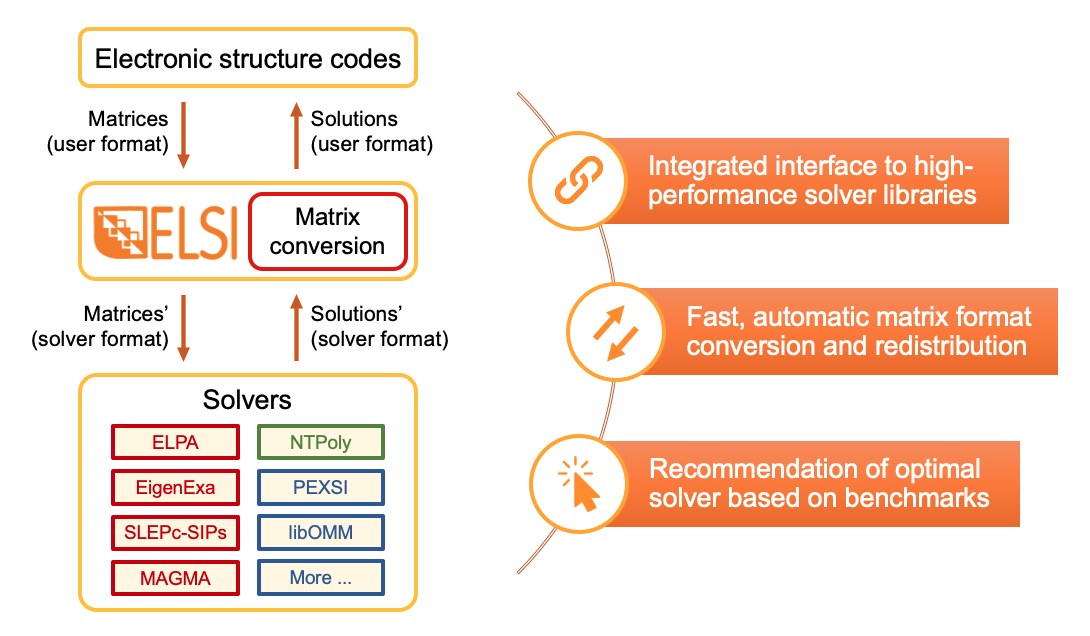 Electronic structure codes
Matrices
(user format)
Solutions
(user format)
ELSI
Matrix
conversion
Matrices’
(solver format)
Solutions’
(solver format)
Solvers
ELPA
NTPoly
EigenExa
PEXSI
SLEPc-SIPs
libOMM
MAGMA
More ...
Integrated interface to high-
performance solver libraries
Fast, automatic matrix format
conversion and redistribution
Recommendation of optimal
solver based on benchmarks